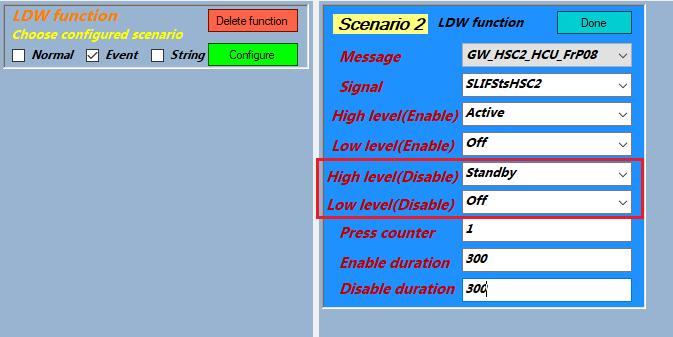 LDW function
Delete function
Choose configured scenario
Normal
Event
String
Configure
Scenario 2
LDW function
Done
Message
GW_HSC2_HCU_FrP08
Signal
SLIFStsHSC2
High level(Enable)
Active
Low level(Enable)
Off
High level(Disable)
Standby
Low level(Disable)
Off
Press counter
1
Enable duration
300
Disable duration
300